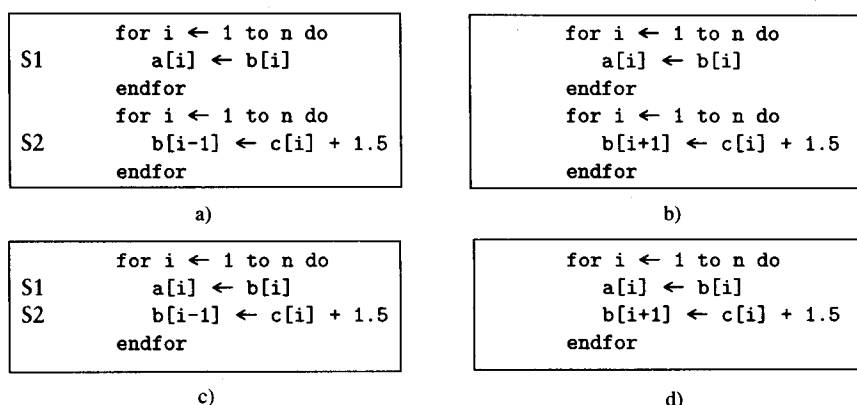 for i ← 1 to n do
S1 a[i] ← b[i]
endfor
for i ← 1 to n do
S2 b[i-1] ← c[i] + 1.5
endfor
a)
for i ← 1 to n do
a[i] ← b[i]
endfor
for i ← 1 to n do
b[i+1] ← c[i] + 1.5
endfor
b)
for i ← 1 to n do
S1 a[i] ← b[i]
S2 b[i-1] ← c[i] + 1.5
endfor
c)
for i ← 1 to n do
a[i] ← b[i]
b[i+1] ← c[i] + 1.5
endfor
d)